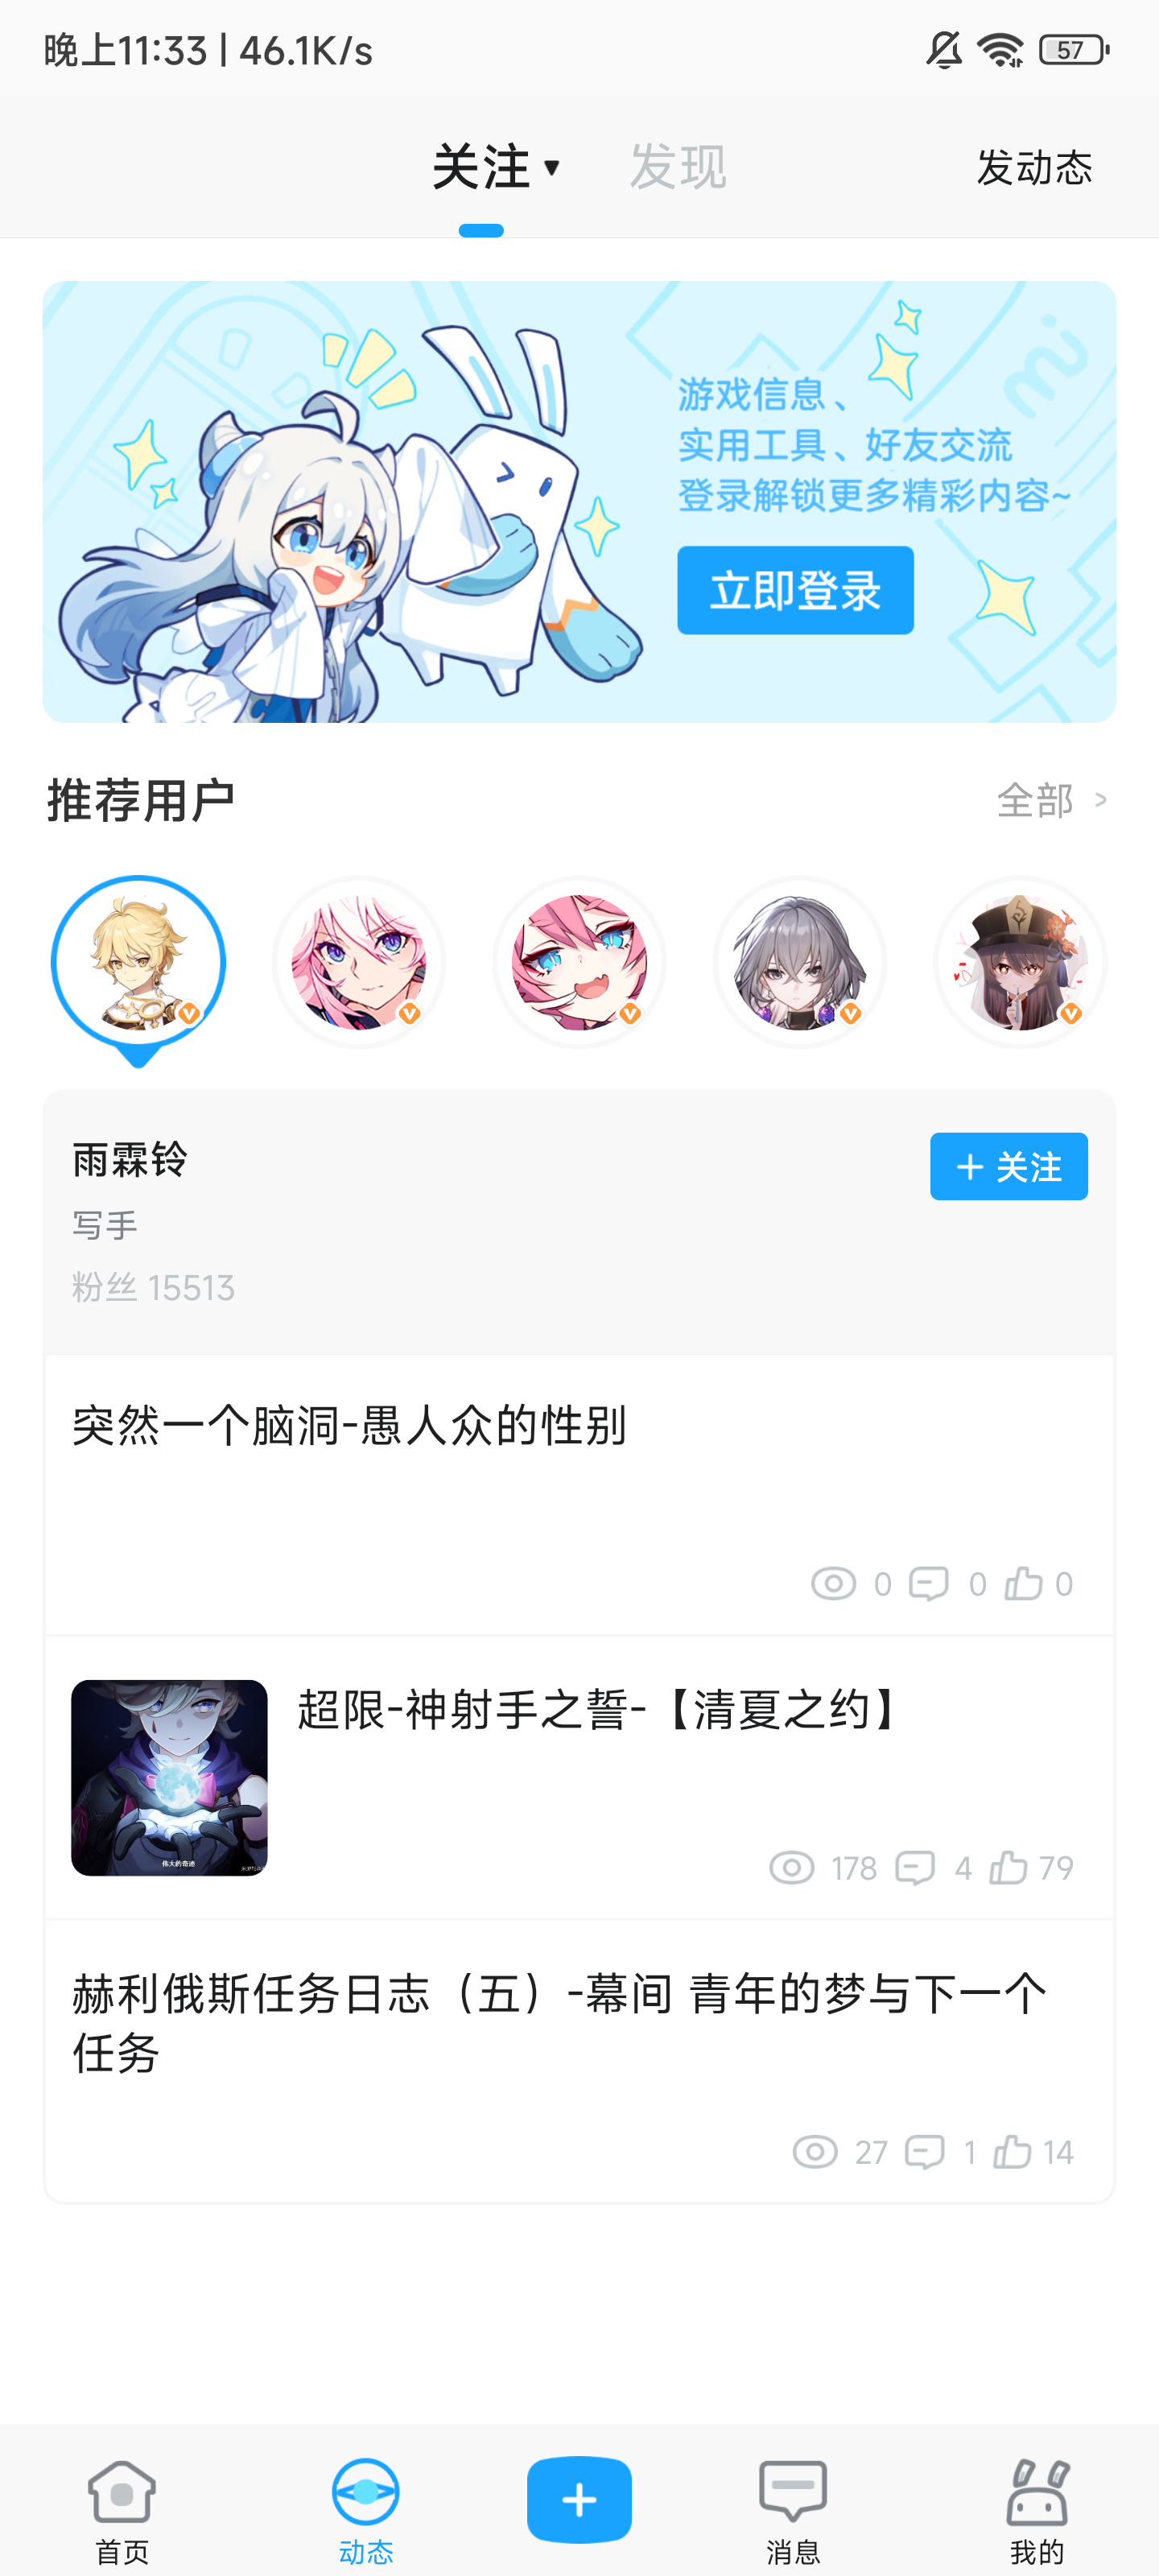 晚上11:33 | 46.1K/s
57
关注 ▾
发现
发动态
mi
游戏信息、
实用工具、好友交流
登录解锁更多精彩内容~
立即登录
推荐用户
全部 >
雨霖铃
+ 关注
写手
粉丝 15513
突然一个脑洞-愚人众的性别
0 0 0
超限-神射手之誓-【清夏之约】
伟大的奇迹
178 4 79
赫利俄斯任务日志（五）-幕间 青年的梦与下一个
任务
27 1 14
首页
动态
消息
我的